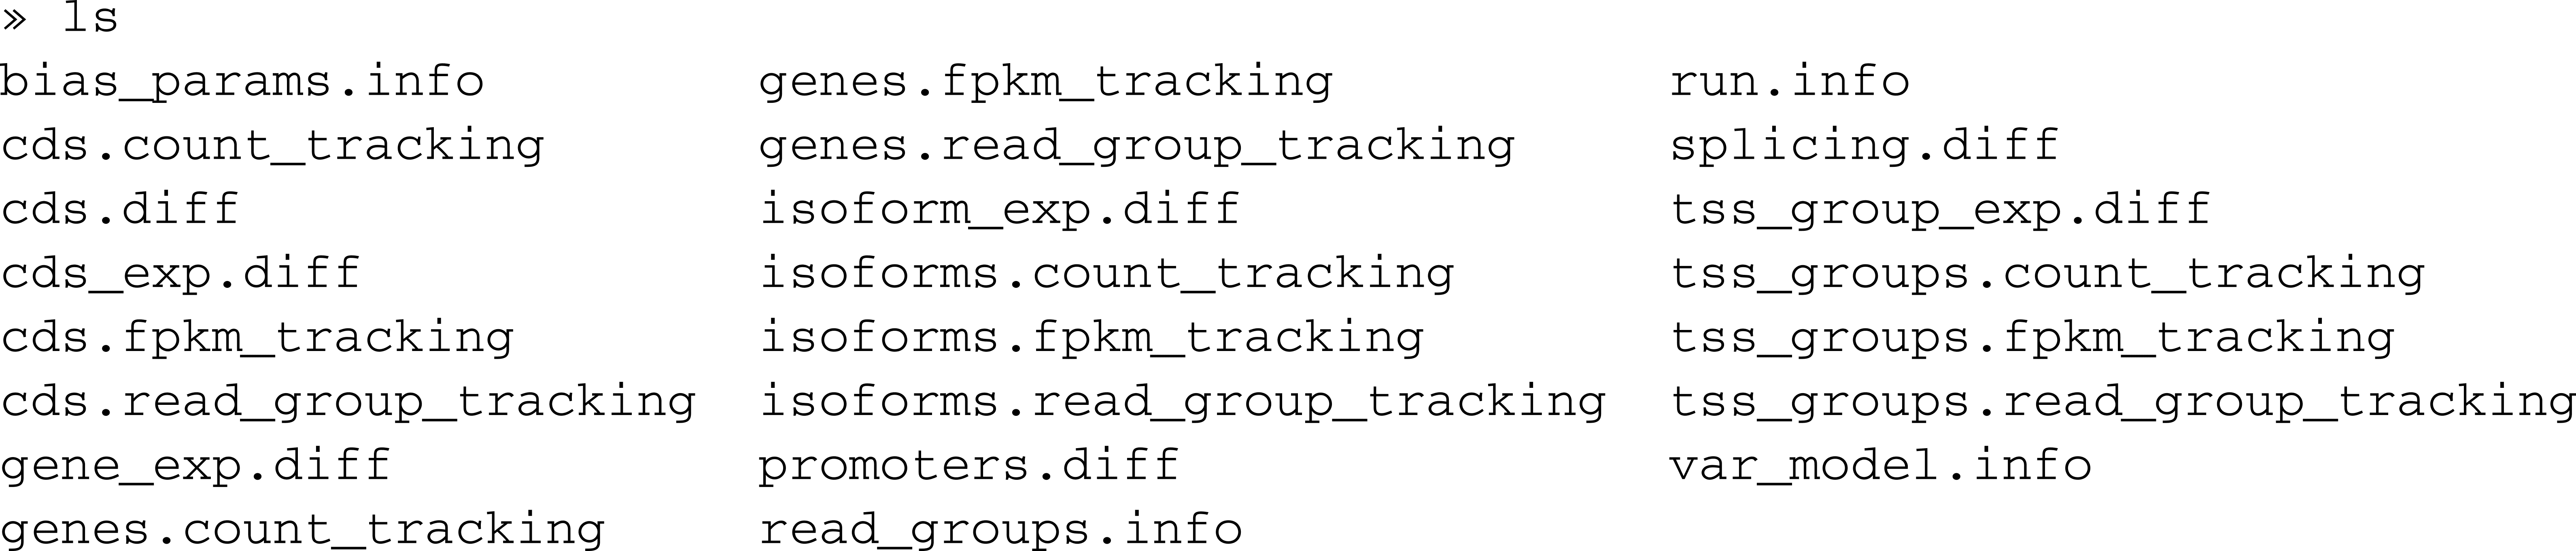 » ls
bias_params.info genes.fpkm_tracking run.info
cds.count_tracking genes.read_group_tracking splicing.diff
cds.diff isoform_exp.diff tss_group_exp.diff
cds_exp.diff isoforms.count_tracking tss_groups.count_tracking
cds.fpkm_tracking isoforms.fpkm_tracking tss_groups.fpkm_tracking
cds.read_group_tracking isoforms.read_group_tracking tss_groups.read_group_tracking
gene_exp.diff promoters.diff var_model.info
genes.count_tracking read_groups.info